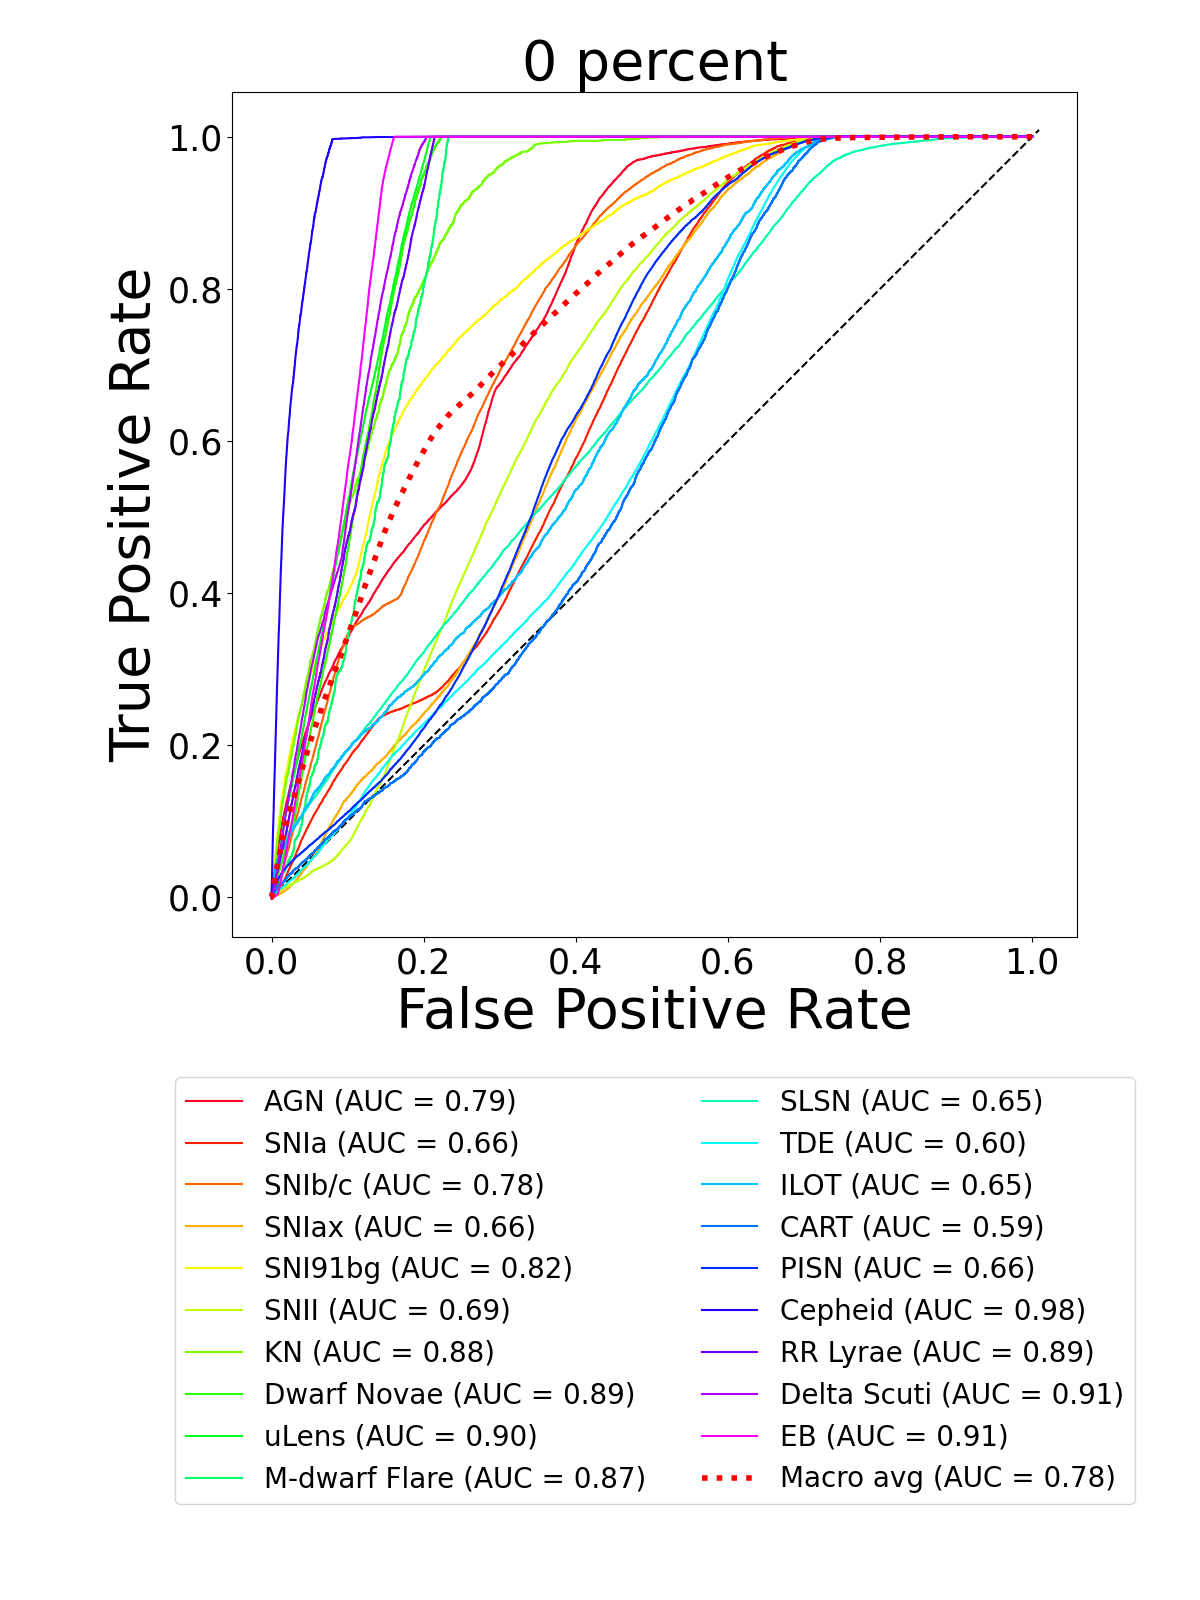 0 percent
True Positive Rate
1.0
0.8
0.6
0.4
0.2
0.0
0.0 0.2 0.4 0.6 0.8 1.0
False Positive Rate
AGN (AUC = 0.79)
SNIa (AUC = 0.66)
SNIb/c (AUC = 0.78)
SNIax (AUC = 0.66)
SNI91bg (AUC = 0.82)
SNII (AUC = 0.69)
KN (AUC = 0.88)
Dwarf Novae (AUC = 0.89)
uLens (AUC = 0.90)
M-dwarf Flare (AUC = 0.87)
SLSN (AUC = 0.65)
TDE (AUC = 0.60)
ILOT (AUC = 0.65)
CART (AUC = 0.59)
PISN (AUC = 0.66)
Cepheid (AUC = 0.98)
RR Lyrae (AUC = 0.89)
Delta Scuti (AUC = 0.91)
EB (AUC = 0.91)
Macro avg (AUC = 0.78)